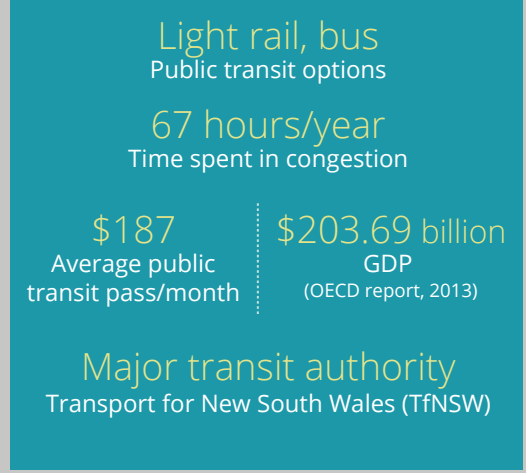 Light rail, bus
Public transit options
67 hours/year
Time spent in congestion
$187
Average public
transit pass/month
$203.69 billion
GDP
(OECD report, 2013)
Major transit authority
Transport for New South Wales (TfNSW)